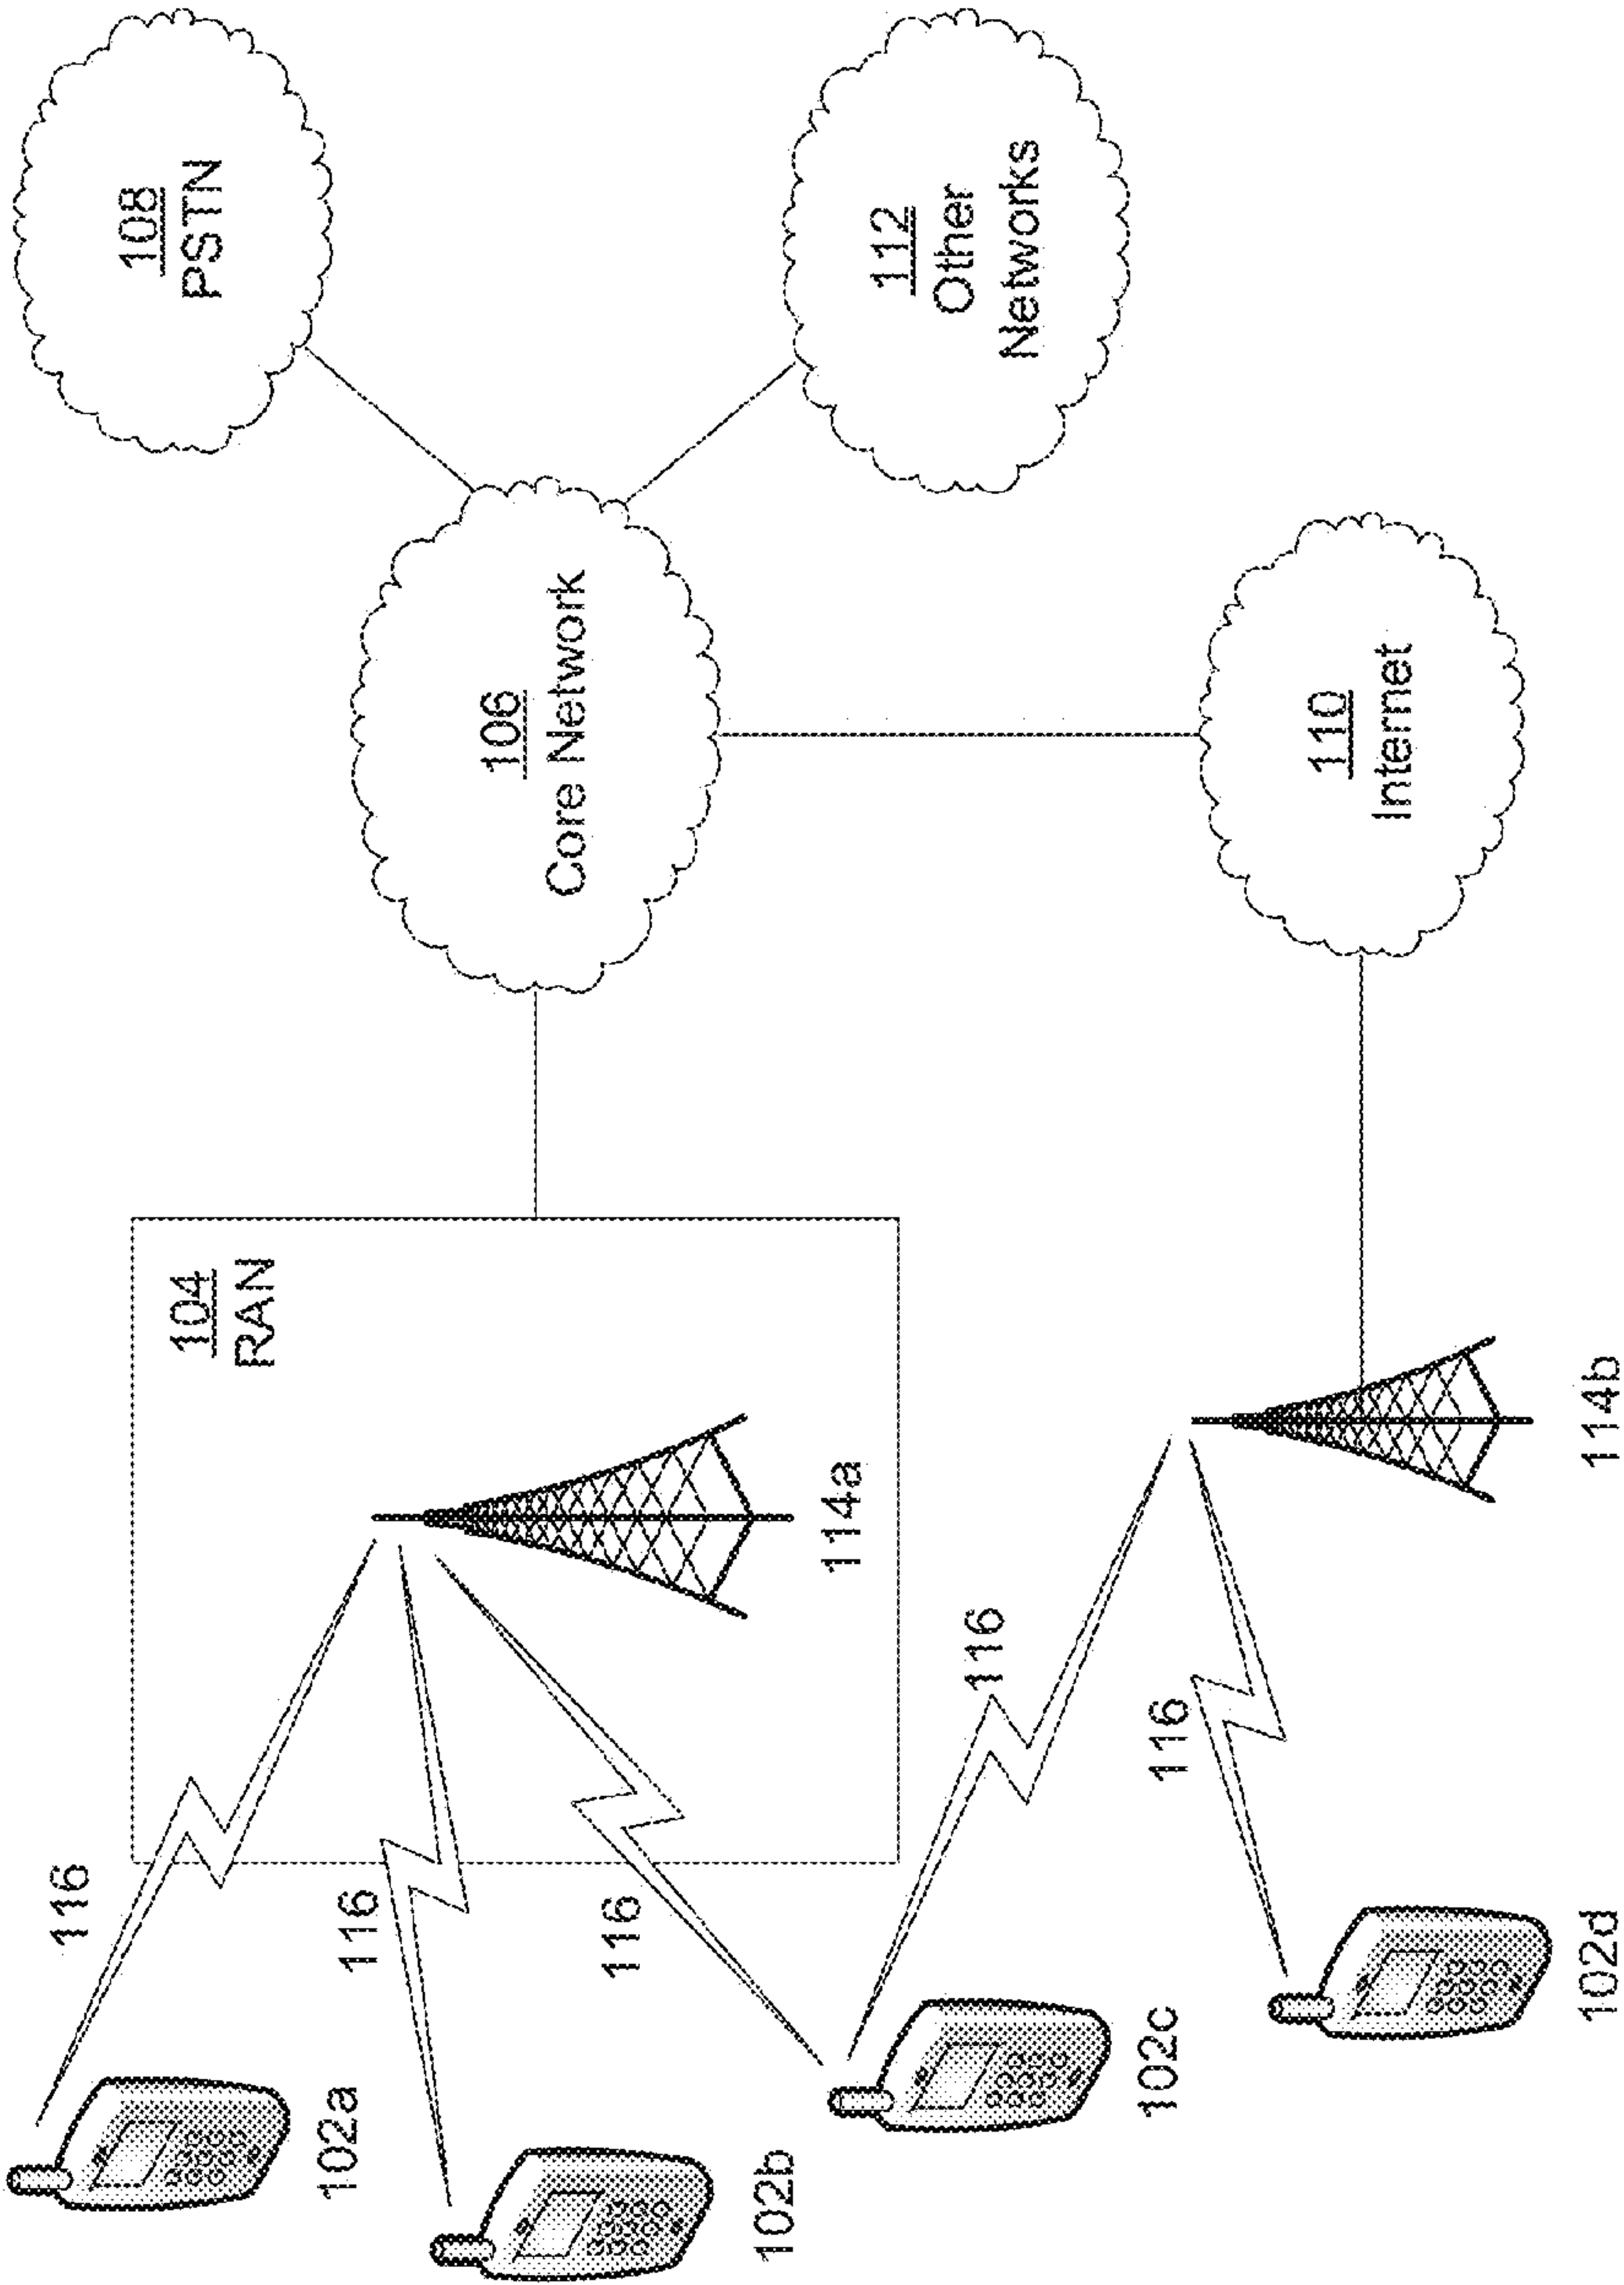 102a
116
102b
116
116
102c
116
102d
116
104
RAN
114a
114b
106
Core Network
108
PSTN
112
Other
Networks
110
Internet